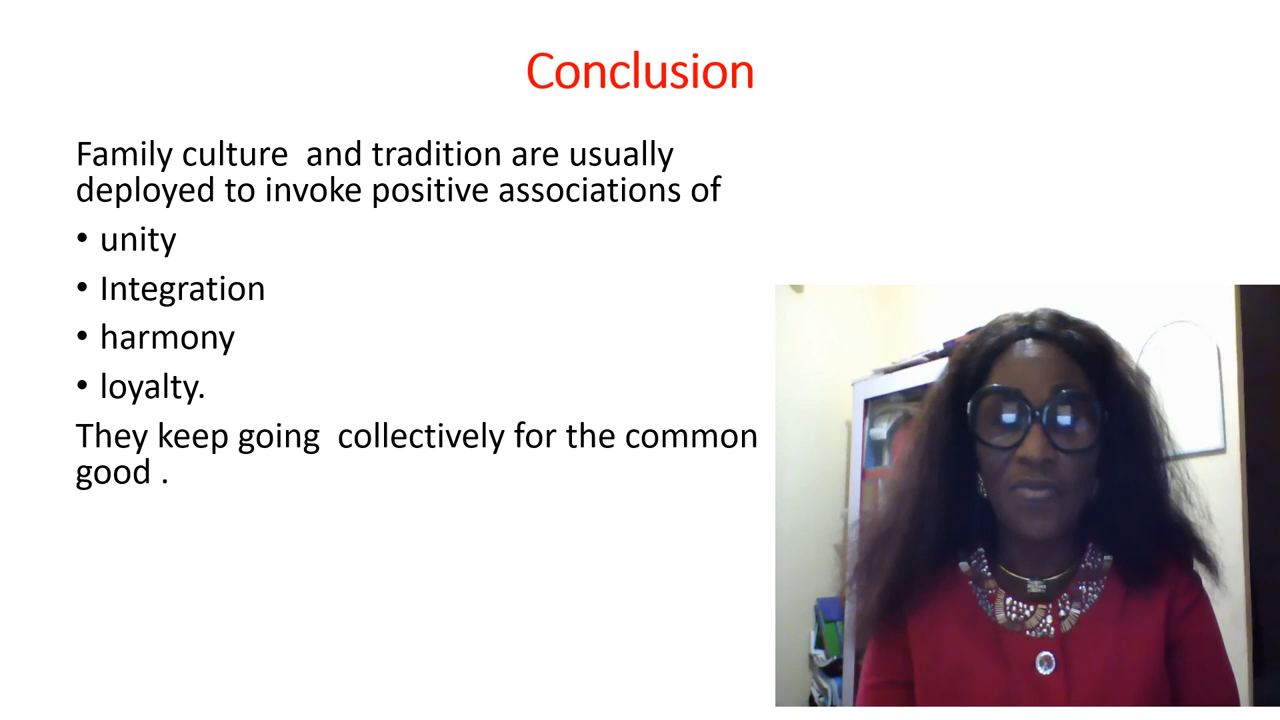 Conclusion
Family culture  and tradition are usually
deployed to invoke positive associations of
• unity
• Integration
• harmony
• loyalty.
They keep going  collectively for the common
good .